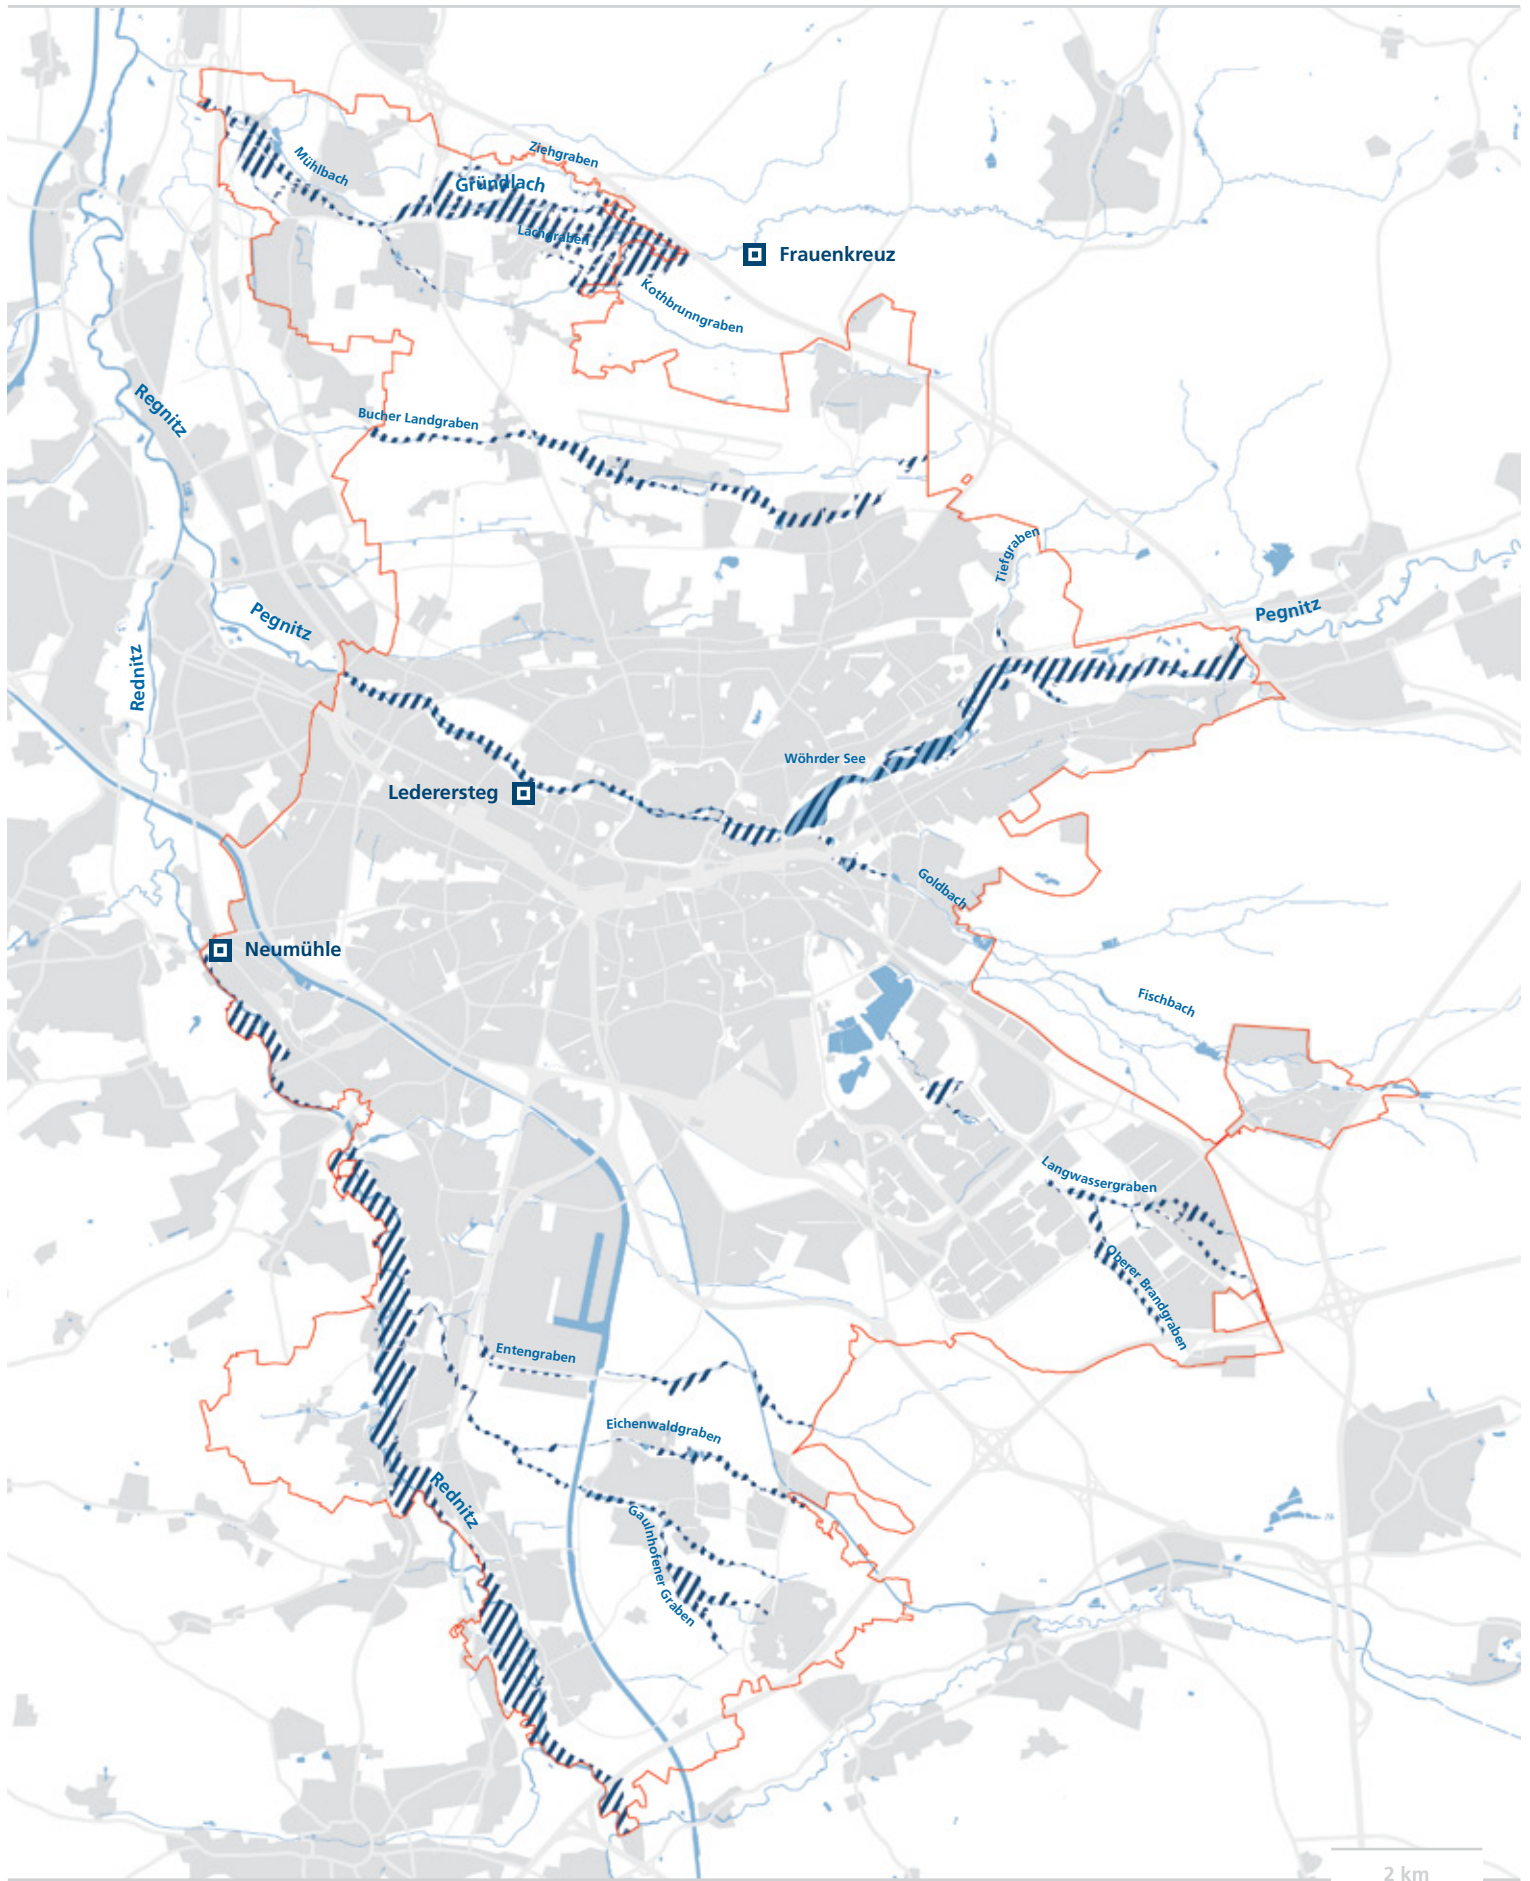 Ziehgraben
Mühlbach
Gründlach
Lachgraben
Frauenkreuz
Kothbrunngraben
Regnitz
Bucher Landgraben
Tiefgraben
Pegnitz
Pegnitz
Rednitz
Wöhrder See
Lederersteg
Goldbach
Neumühle
Fischbach
Langwassergraben
Oberer Brandgraben
Entengraben
Eichenwaldgraben
Rednitz
Gaulnhofener Graben
2 km